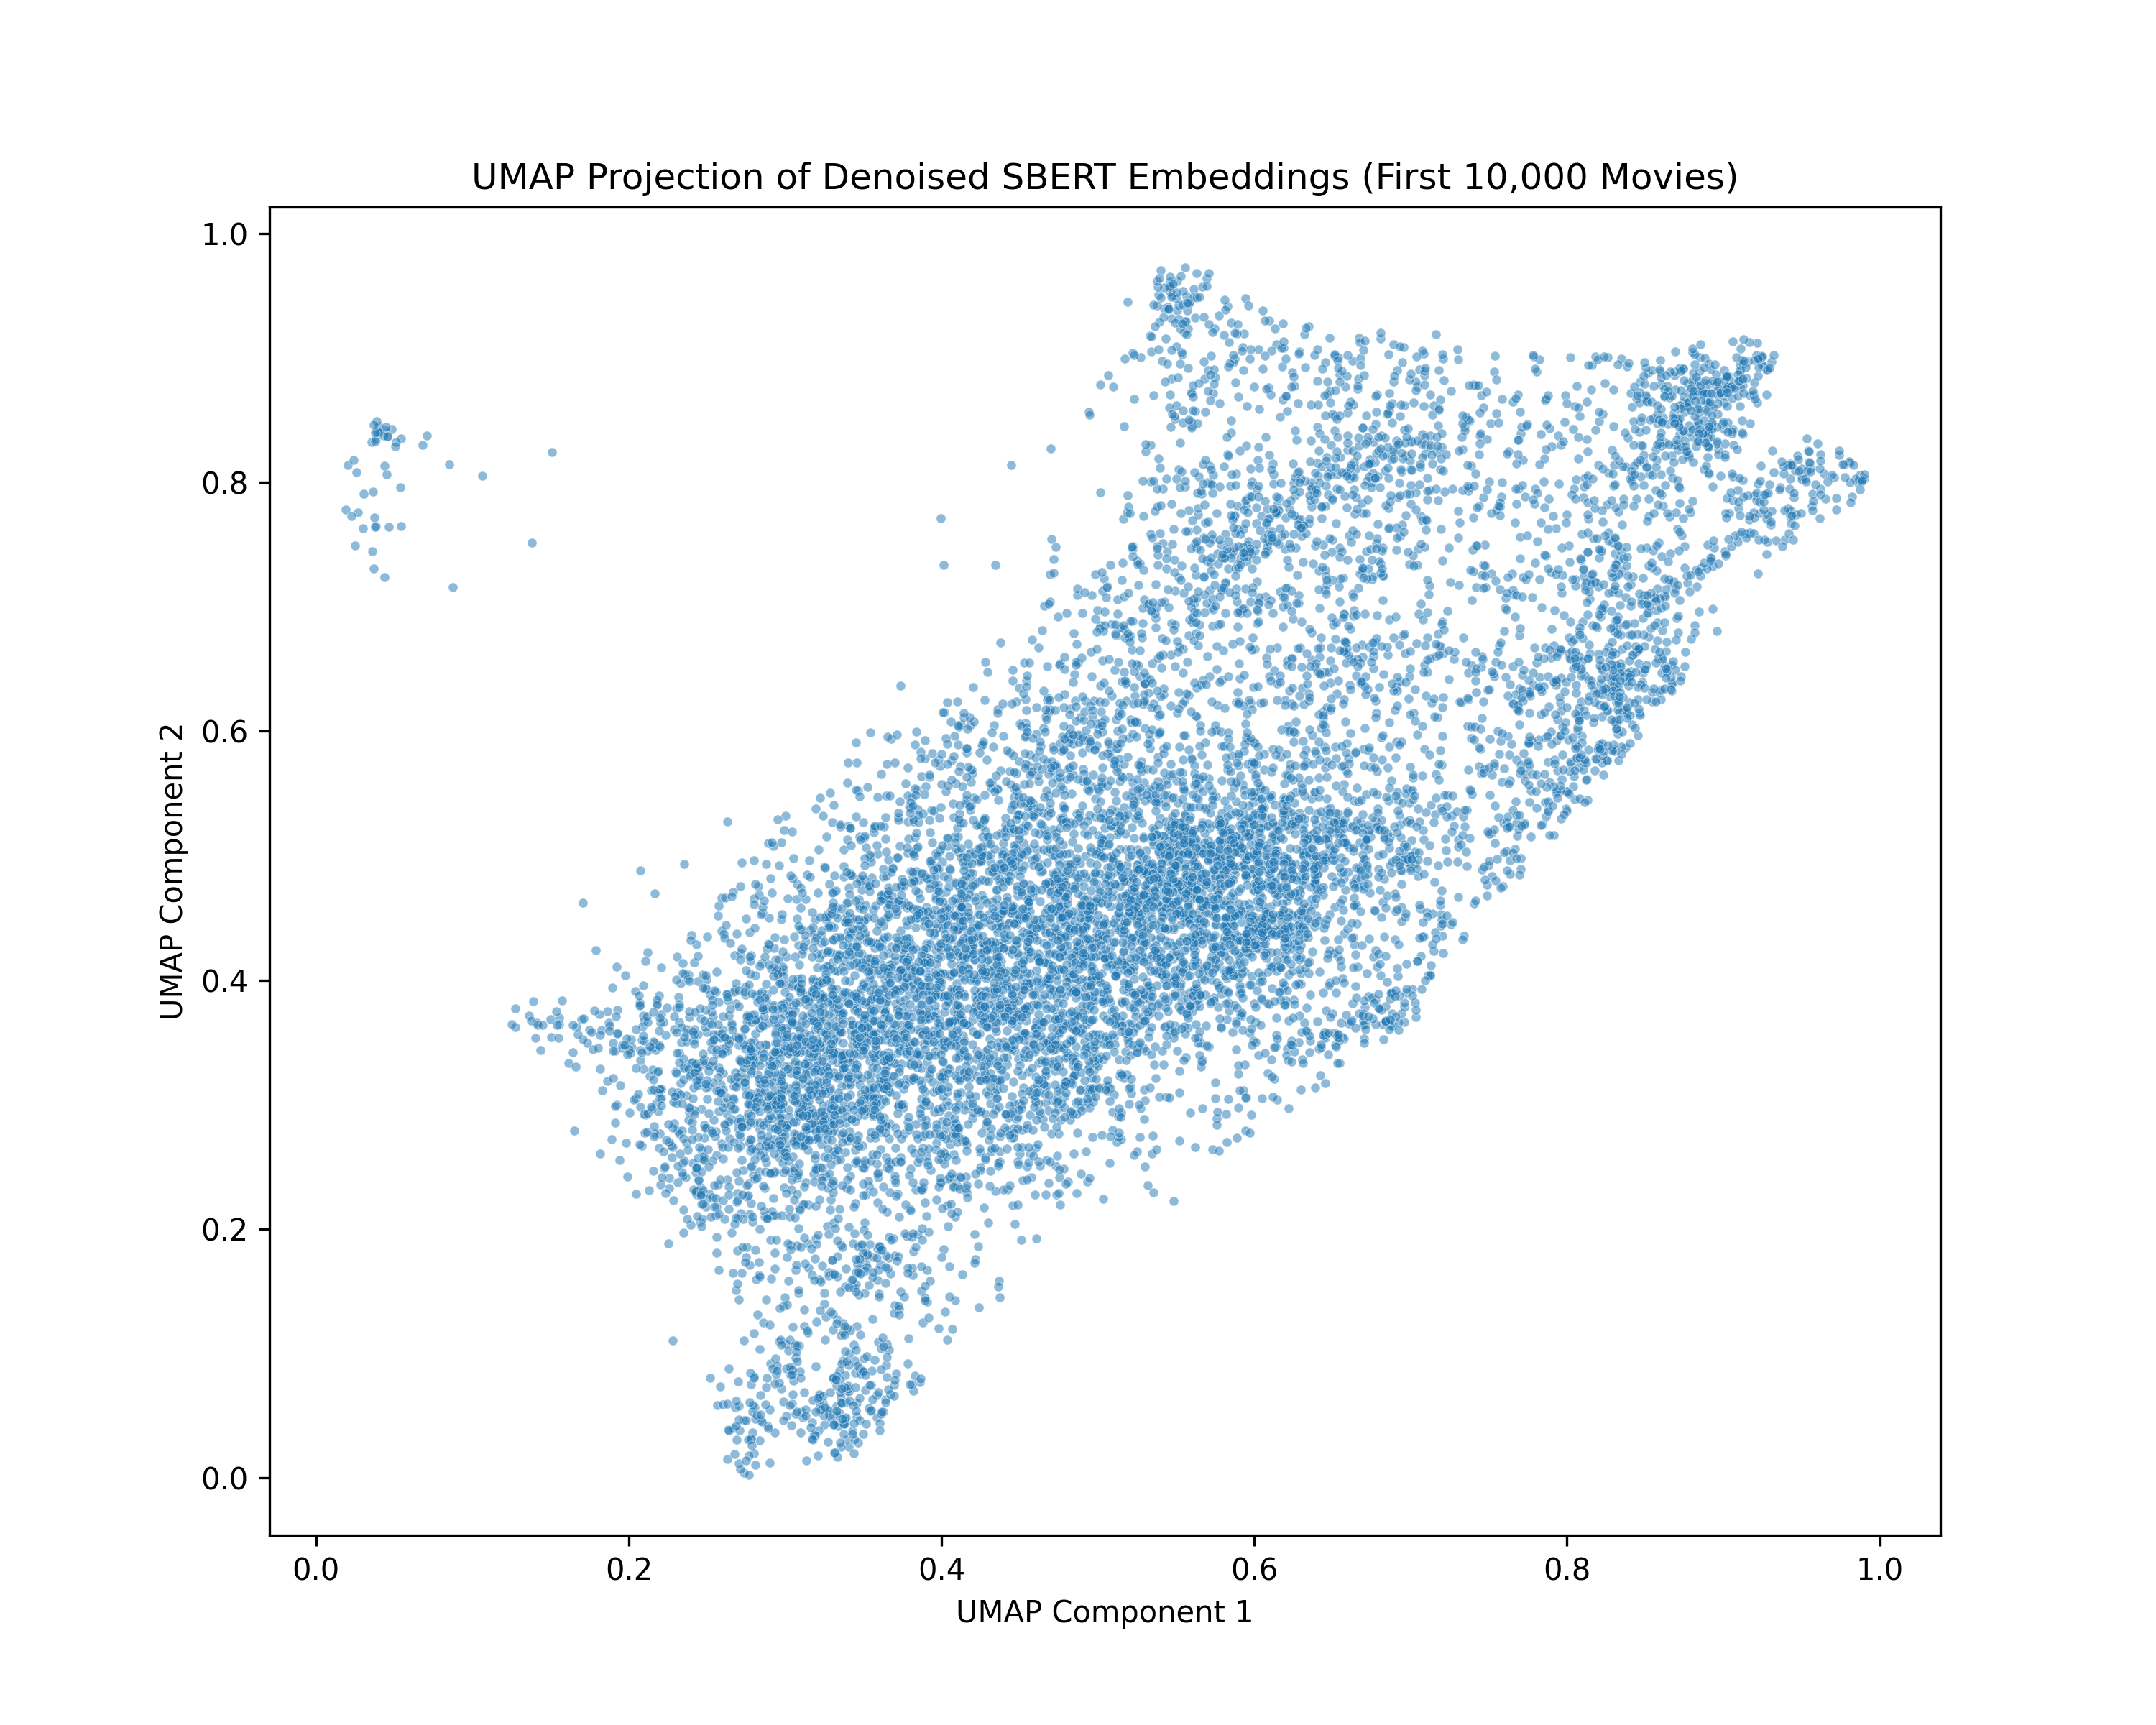 UMAP Projection of Denoised SBERT Embeddings (First 10,000 Movies)
1.0
0.8
0.6
0.4
0.2
0.0
UMAP Component 2
0.0 0.2 0.4 0.6 0.8 1.0
UMAP Component 1